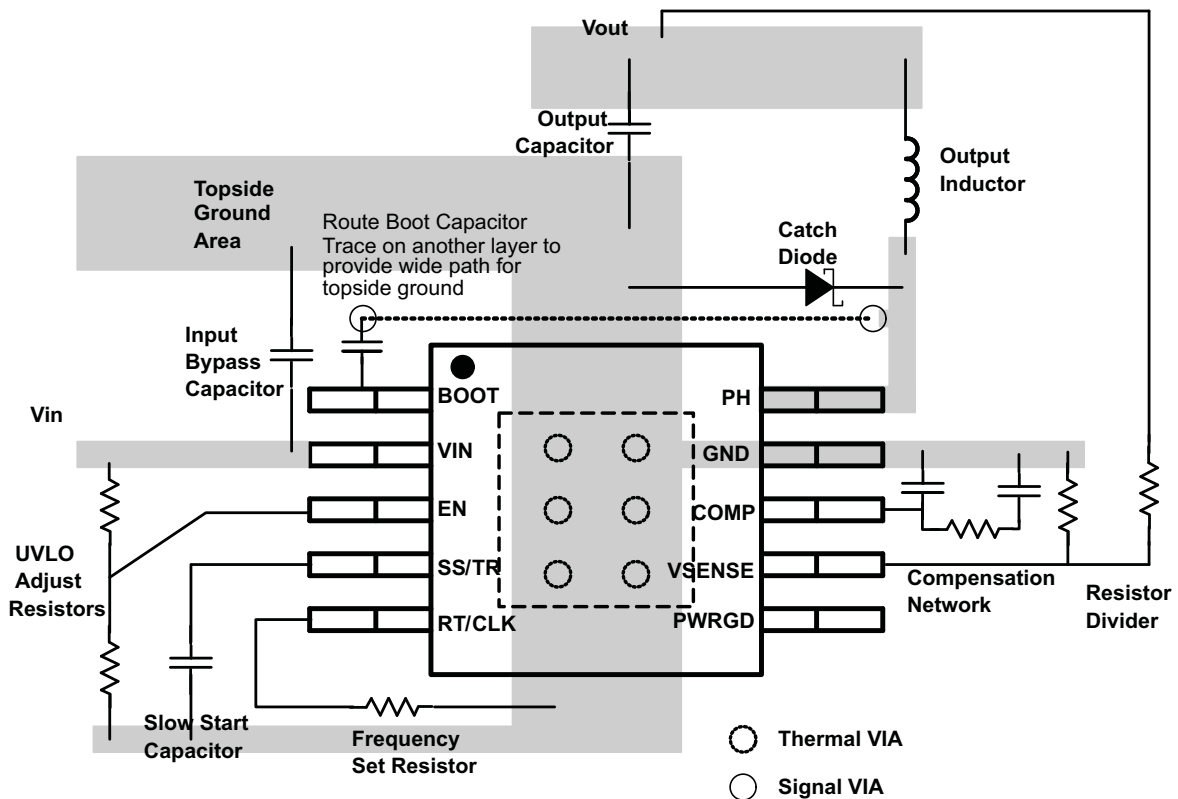 Vout
Output
Capacitor
Output
Inductor
Topside
Ground
Area
Route Boot Capacitor
Trace on another layer to
provide wide path for
topside ground
Catch
Diode
Input
Bypass
Capacitor
Vin
BOOT
VIN
EN
SS/TR
RT/CLK
PH
GND
COMP
VSENSE
PWRGD
UVLO
Adjust
Resistors
Compensation
Network
Resistor
Divider
Slow Start
Capacitor
Frequency
Set Resistor
Thermal VIA
Signal VIA